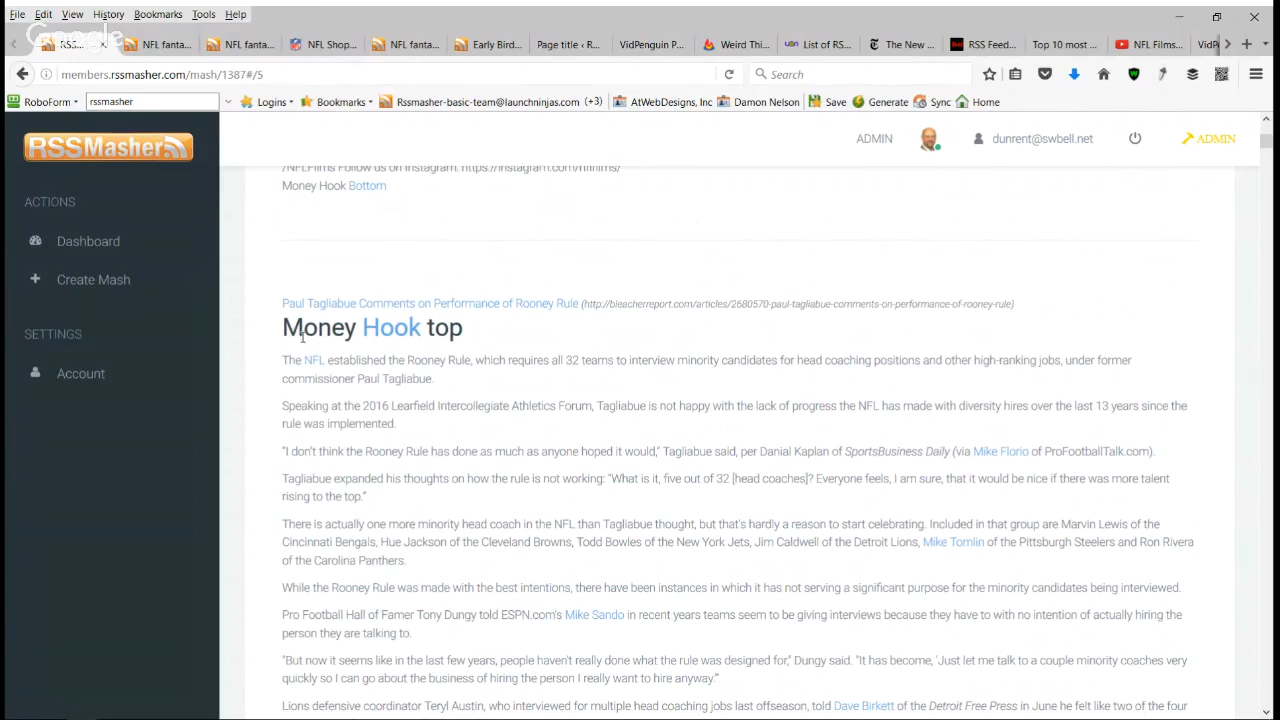 File Edit View History Bookmarks Tools Help
Google
RSS... NFL fanta... NFL fanta... NFL Shop... NFL fanta... Early Bird... Page title ‹ R... VidPenguin P... Weird Thi... List of RS... The New ... RSS Feed... Top 10 most ... NFL Films...
members.rssmasher.com/mash/1387#/5 Search
RoboForm rssmasher Logins Bookmarks Rssmasher-basic-team@launchninjas.com (+3) AtWebDesigns, Inc Damon Nelson Save Generate Sync Home
RSSMasher ADMIN dunrent@swbell.net ADMIN
ACTIONS
Dashboard
Create Mash
SETTINGS
Account
/NFLFilms Follow us on Instagram: https://instagram.com/nflfilms/
Money Hook Bottom
Paul Tagliabue Comments on Performance of Rooney Rule (http://bleacherreport.com/articles/2680570-paul-tagliabue-comments-on-performance-of-rooney-rule)
Money Hook top
The NFL established the Rooney Rule, which requires all 32 teams to interview minority candidates for head coaching positions and other high-ranking jobs, under former
commissioner Paul Tagliabue.
Speaking at the 2016 Learfield Intercollegiate Athletics Forum, Tagliabue is not happy with the lack of progress the NFL has made with diversity hires over the last 13 years since the
rule was implemented.
“I don’t think the Rooney Rule has done as much as anyone hoped it would,” Tagliabue said, per Danial Kaplan of SportsBusiness Daily (via Mike Florio of ProFootballTalk.com).
Tagliabue expanded his thoughts on how the rule is not working: “What is it, five out of 32 [head coaches]? Everyone feels, I am sure, that it would be nice if there was more talent
rising to the top.”
There is actually one more minority head coach in the NFL than Tagliabue thought, but that's hardly a reason to start celebrating. Included in that group are Marvin Lewis of the
Cincinnati Bengals, Hue Jackson of the Cleveland Browns, Todd Bowles of the New York Jets, Jim Caldwell of the Detroit Lions, Mike Tomlin of the Pittsburgh Steelers and Ron Rivera
of the Carolina Panthers.
While the Rooney Rule was made with the best intentions, there have been instances in which it has not serving a significant purpose for the minority candidates being interviewed.
Pro Football Hall of Famer Tony Dungy told ESPN.com's Mike Sando in recent years teams seem to be giving interviews because they have to with no intention of actually hiring the
person they are talking to.
"But now it seems like in the last few years, people haven't really done what the rule was designed for," Dungy said. "It has become, 'Just let me talk to a couple minority coaches very
quickly so I can go about the business of hiring the person I really want to hire anyway.'"
Lions defensive coordinator Teryl Austin, who interviewed for multiple head coaching jobs last offseason, told Dave Birkett of the Detroit Free Press in June he felt like two of the four